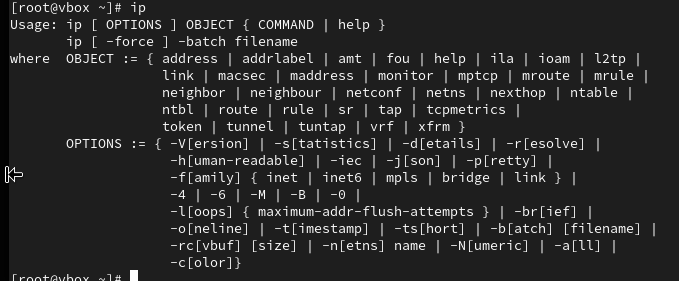 [root@vbox ~]# ip
Usage: ip [ OPTIONS ] OBJECT { COMMAND | help }
       ip [ -force ] -batch filename
where  OBJECT := { address | addrlabel | amt | fou | help | ila | ioam | l2tp |
                   link | macsec | maddress | monitor | mptcp | mroute | mrule |
                   neighbor | neighbour | netconf | netns | nexthop | ntable |
                   ntbl | route | rule | sr | tap | tcpmetrics |
                   token | tunnel | tuntap | vrf | xfrm }
       OPTIONS := { -V[ersion] | -s[tatistics] | -d[etails] | -r[esolve] |
                    -h[uman-readable] | -iec | -j[son] | -p[retty] |
                    -f[amily] { inet | inet6 | mpls | bridge | link } |
                    -4 | -6 | -M | -B | -0 |
                    -l[oops] { maximum-addr-flush-attempts } | -br[ief] |
                    -o[neline] | -t[imestamp] | -ts[hort] | -b[atch] [filename] |
                    -rc[vbuf] [size] | -n[etns] name | -N[umeric] | -a[ll] |
                    -c[olor]}
[root@vbox ~]#